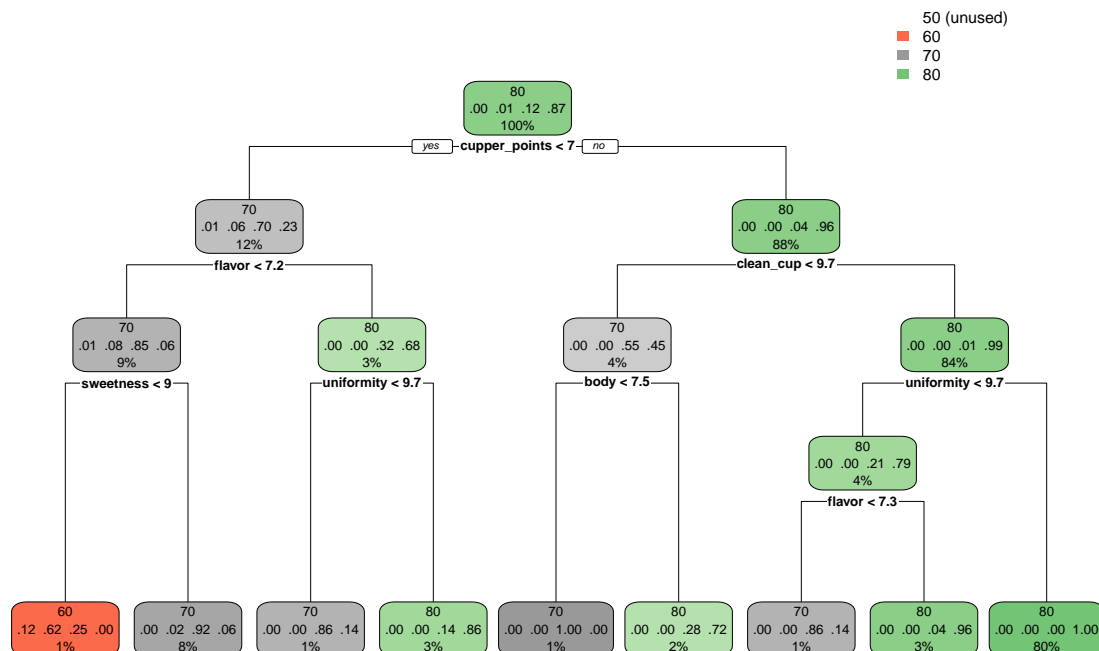 50 (unused)
60
70
80
80
.00 .01 .12 .87
100%
yes cupper_points < 7 no
70
.01 .06 .70 .23
12%
flavor < 7.2
80
.00 .00 .04 .96
88%
clean_cup < 9.7
70
.01 .08 .85 .06
9%
sweetness < 9
80
.00 .00 .32 .68
3%
uniformity < 9.7
70
.00 .00 .55 .45
4%
body < 7.5
80
.00 .00 .01 .99
84%
uniformity < 9.7
80
.00 .00 .21 .79
4%
flavor < 7.3
60
.12 .62 .25 .00
1%
70
.00 .02 .92 .06
8%
70
.00 .00 .86 .14
1%
80
.00 .00 .14 .86
3%
70
.00 .00 1.00 .00
1%
80
.00 .00 .28 .72
2%
70
.00 .00 .86 .14
1%
80
.00 .00 .04 .96
3%
80
.00 .00 .00 1.00
80%